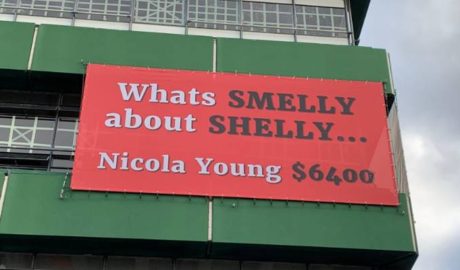 Whats SMELLY
about SHELLY...
Nicola Young $6400